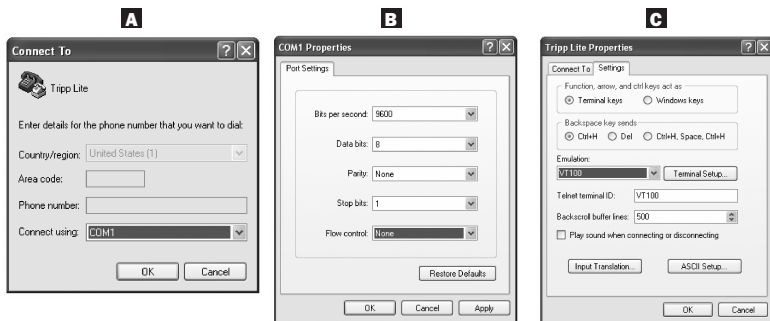 A
Connect To
Tripp Lite
Enter details for the phone number that you want to dial:
Country/region: United States (1)
Area code:
Phone number:
Connect using: COM1
OK Cancel
B
COM1 Properties
Port Settings
Bits per second: 9600
Data bits: 8
Parity: None
Stop bits: 1
Flow control: None
Restore Defaults
OK Cancel Apply
C
Tripp Lite Properties
Connect To Settings
Function, arrow, and ctrl keys act as
Terminal keys Windows keys
Backspace key sends
Ctrl+H Del Ctrl+H, Space, Ctrl+H
Emulation:
VT100 Terminal Setup...
Telnet terminal ID: VT100
Backscroll buffer lines: 500
Play sound when connecting or disconnecting
Input Translation... ASCII Setup...
OK Cancel